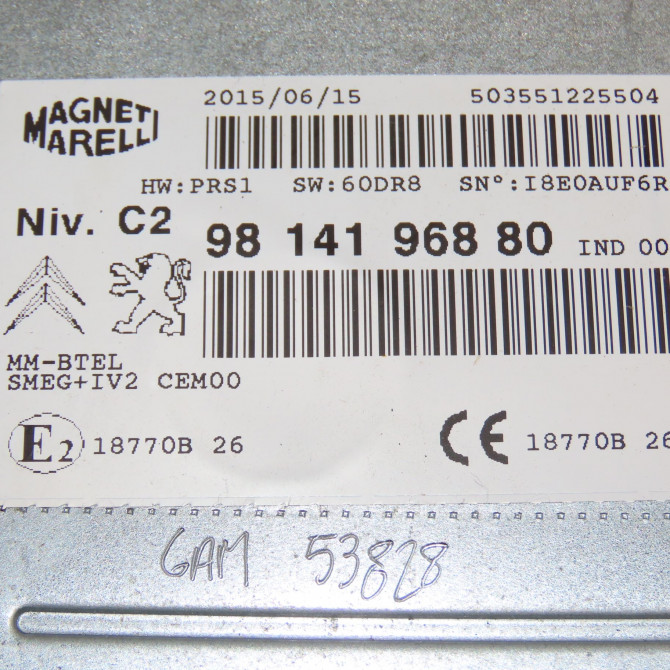 MAGNETI
MARELLI
2015/06/15 503551225504
HW:PRS1 SW:60DR8 SN°:I8E0AUF6R
Niv. C2 98 141 968 80 IND 00
MM-BTEL
SMEG+IV2 CEM00
E2 18770B 26 CE 18770B 26
GAM 53828